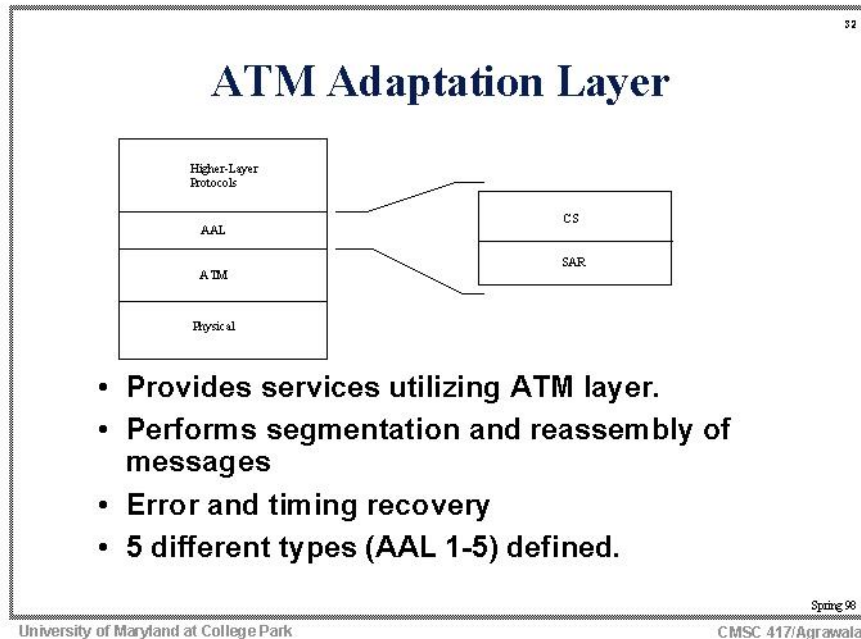 32
ATM Adaptation Layer
Higher-Layer
Protocols
AAL
ATM
Physical
CS
SAR
• Provides services utilizing ATM layer.
• Performs segmentation and reassembly of
messages
• Error and timing recovery
• 5 different types (AAL 1-5) defined.
Spring 98
University of Maryland at College Park
CMSC 417/Agrawala